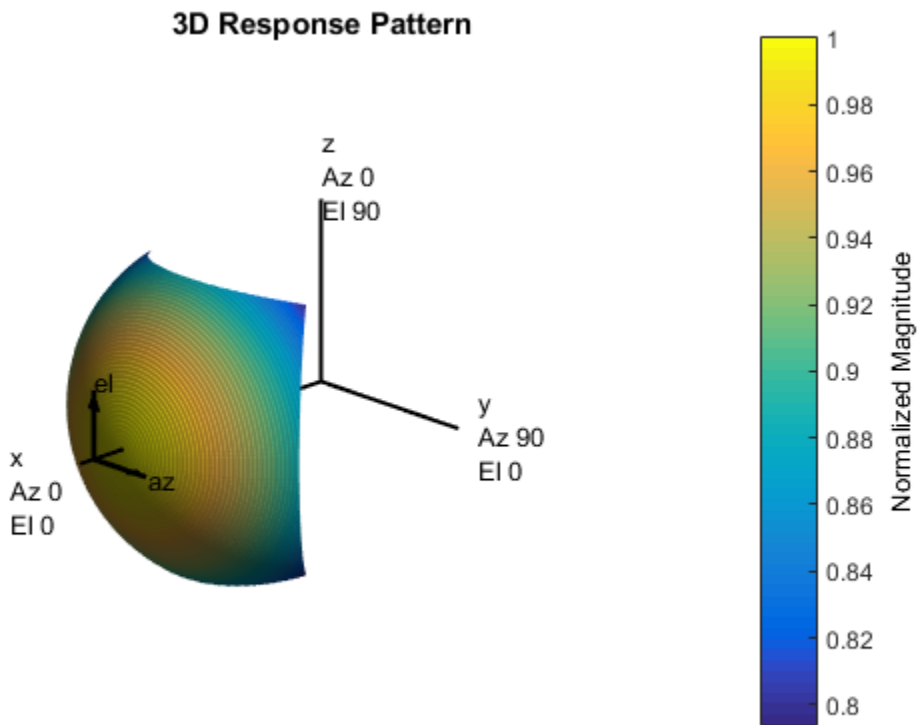 3D Response Pattern
z
Az 0
El 90
el
az
x
Az 0
El 0
y
Az 90
El 0
1
0.98
0.96
0.94
0.92
0.9
0.88
0.86
0.84
0.82
0.8
Normalized Magnitude